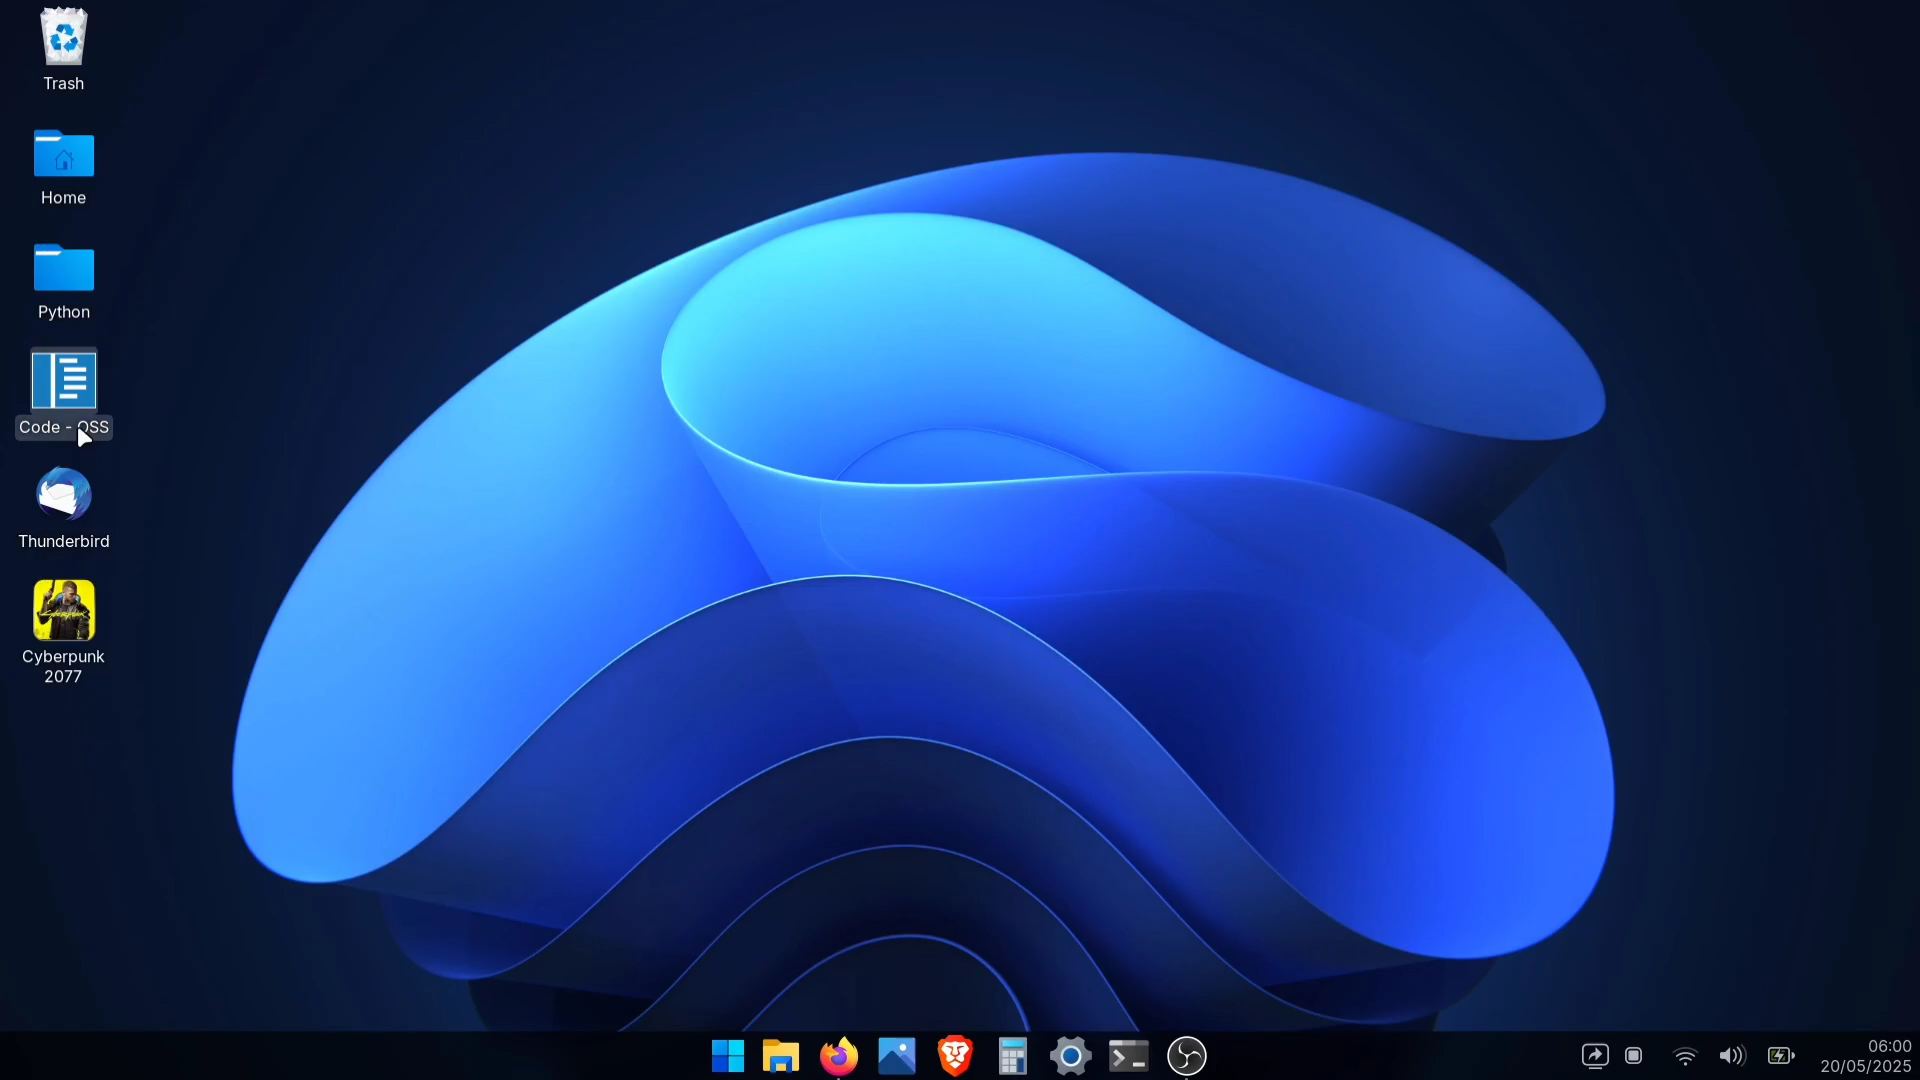 Trash
Home
Python
Code - OSS
Thunderbird
Cyberpunk
2077
06:00
20/05/2025